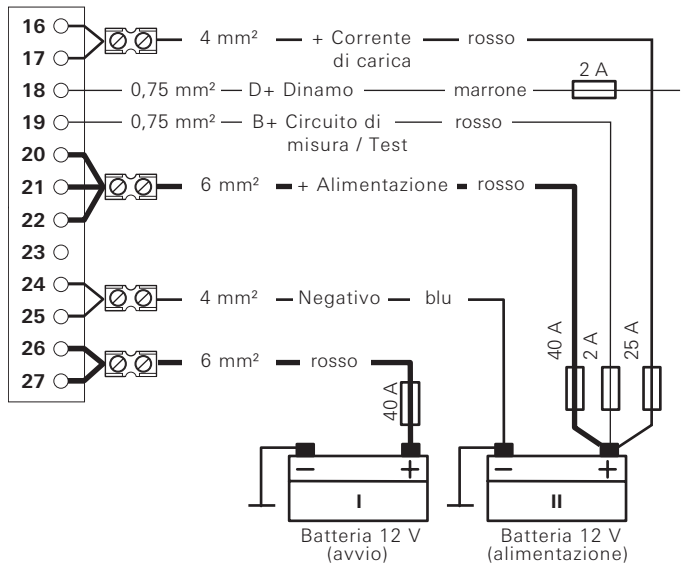 16
17
4 mm² + Corrente di carica rosso
18
0,75 mm² D+ Dinamo marrone 2 A
19
0,75 mm² B+ Circuito di misura / Test rosso
20
21
6 mm² + Alimentazione rosso
22
23
24
25
4 mm² Negativo blu
26
27
6 mm² rosso
40 A
40 A
2 A
25 A
− +
I
Batteria 12 V
(avvio)
− +
II
Batteria 12 V
(alimentazione)